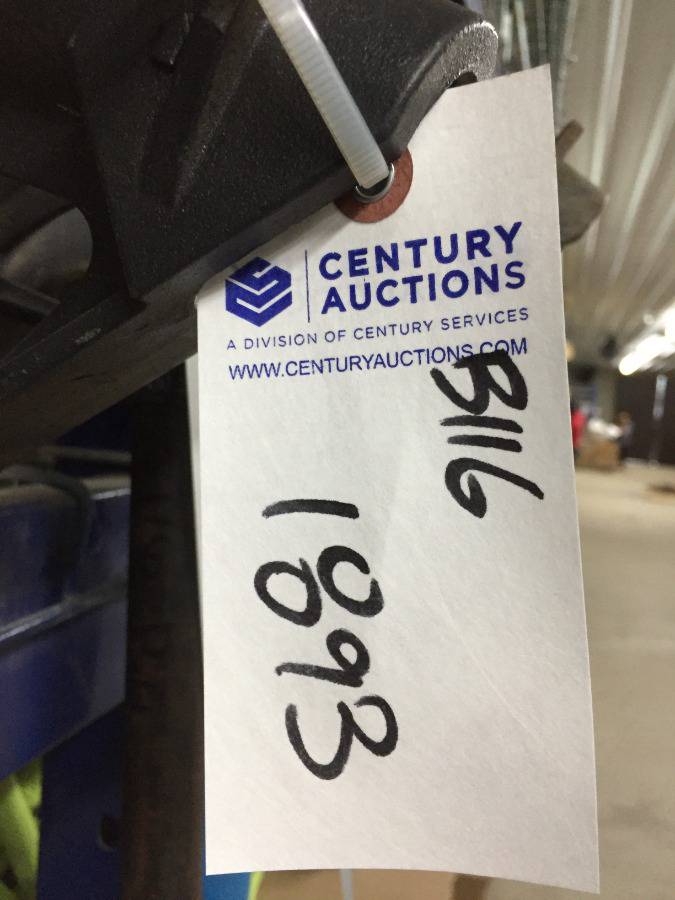 CENTURY
AUCTIONS
A DIVISION OF CENTURY SERVICES
WWW.CENTURYAUCTIONS.COM
B116
1893